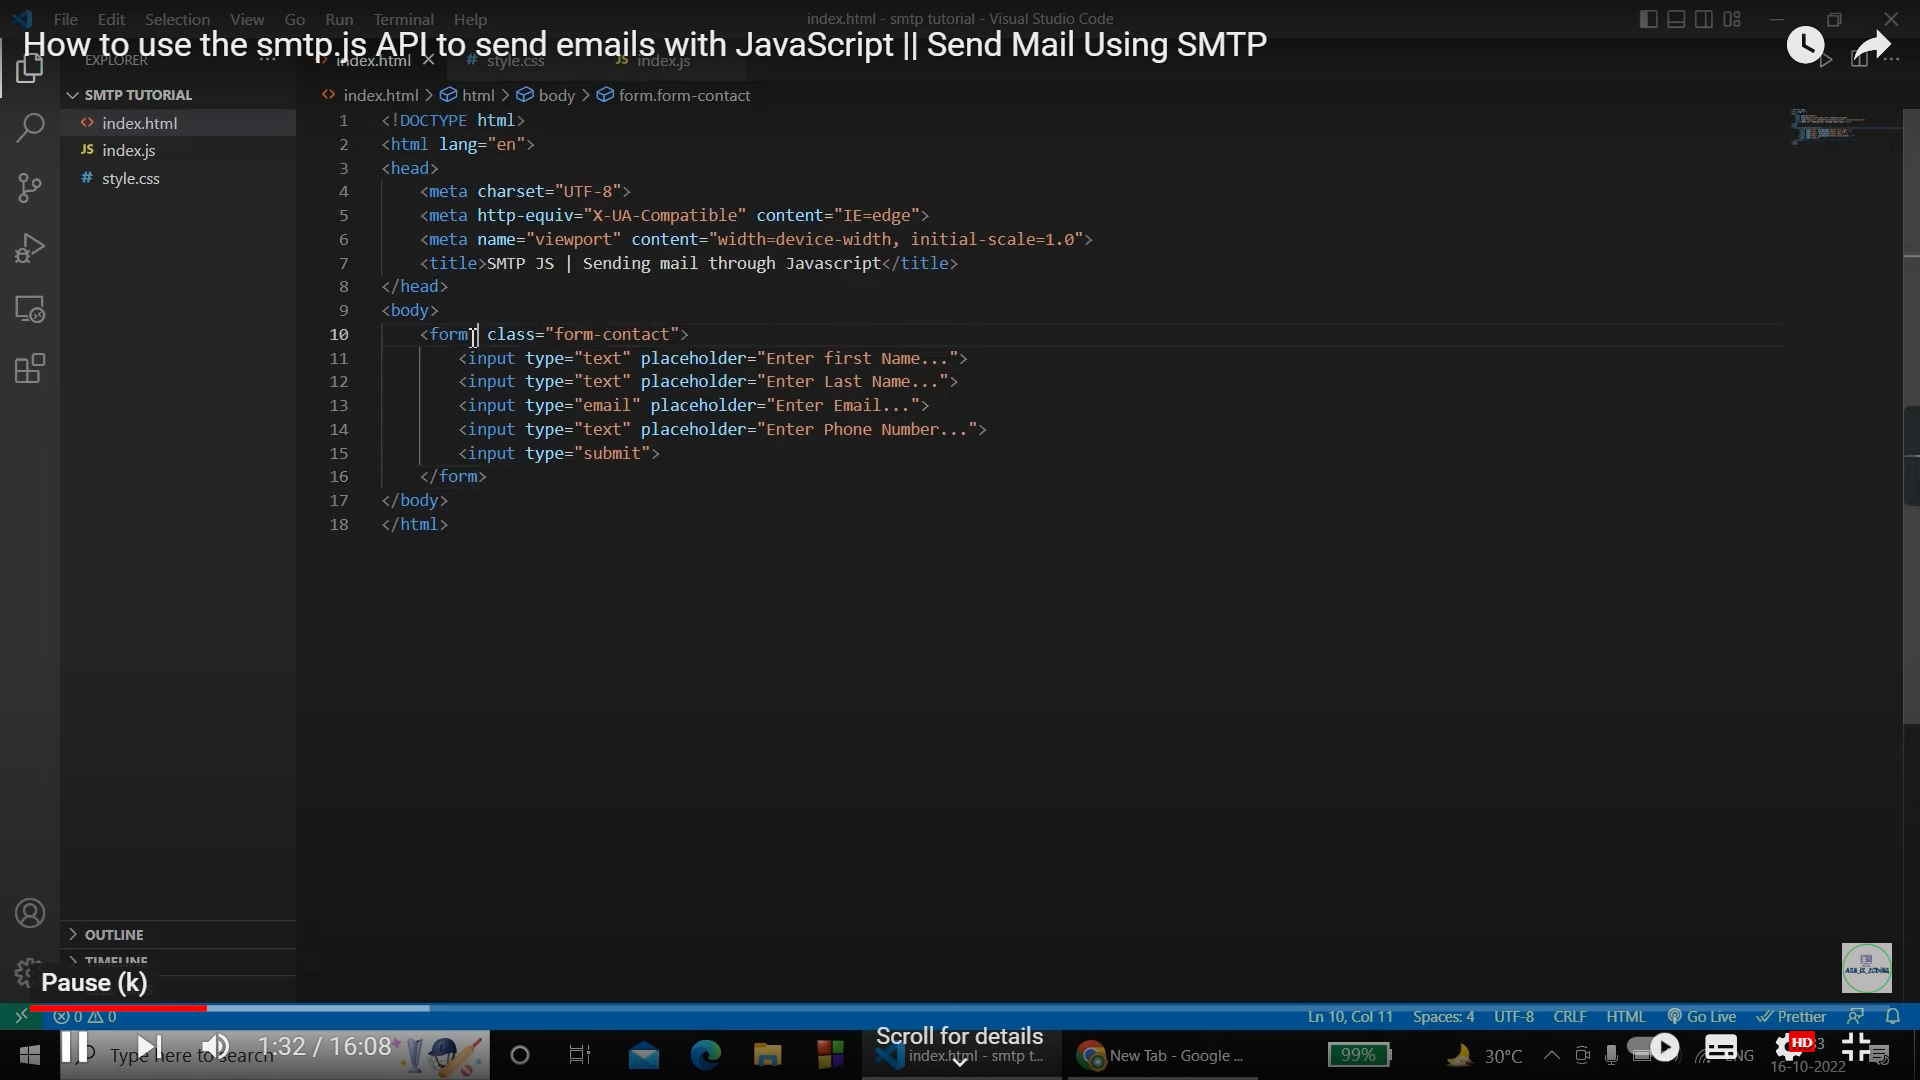 File Edit Selection View Go Run Terminal Help
index.html - smtp tutorial - Visual Studio Code
How to use the smtp.js API to send emails with JavaScript || Send Mail Using SMTP
EXPLORER
index.html
style.css
index.js
SMTP TUTORIAL
index.html
index.js
style.css
index.html > html > body > form.form-contact
1 <!DOCTYPE html>
2 <html lang="en">
3 <head>
4 <meta charset="UTF-8">
5 <meta http-equiv="X-UA-Compatible" content="IE=edge">
6 <meta name="viewport" content="width=device-width, initial-scale=1.0">
7 <title>SMTP JS | Sending mail through Javascript</title>
8 </head>
9 <body>
10 <form class="form-contact">
11 <input type="text" placeholder="Enter first Name...">
12 <input type="text" placeholder="Enter Last Name...">
13 <input type="email" placeholder="Enter Email...">
14 <input type="text" placeholder="Enter Phone Number...">
15 <input type="submit">
16 </form>
17 </body>
18 </html>
OUTLINE
TIMELINE
Pause (k)
0 0
Ln 10, Col 11 Spaces: 4 UTF-8 CRLF HTML Go Live Prettier
1:32 / 16:08
Scroll for details
Type here to search
index.html - smtp t...
New Tab - Google ...
99%
30°C
ENG
HD
16-10-2022